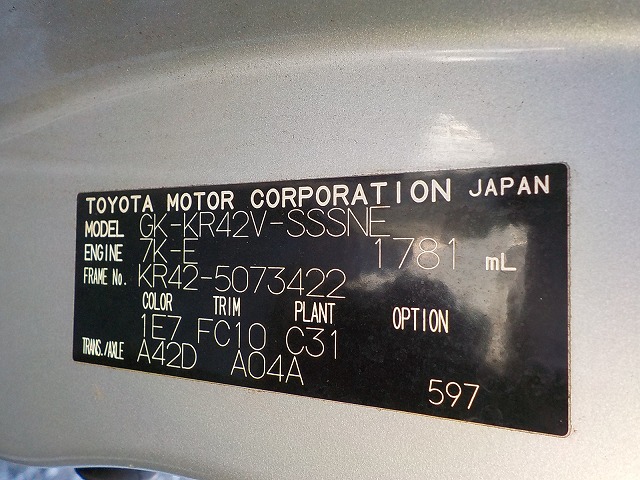 TOYOTA MOTOR CORPORATION JAPAN
MODEL GK-KR42V-SSSNE
ENGINE 7K-E 1781 mL
FRAME No. KR42-5073422
COLOR TRIM PLANT OPTION
1E7 FC10 C31
TRANS./AXLE A42D A04A
597